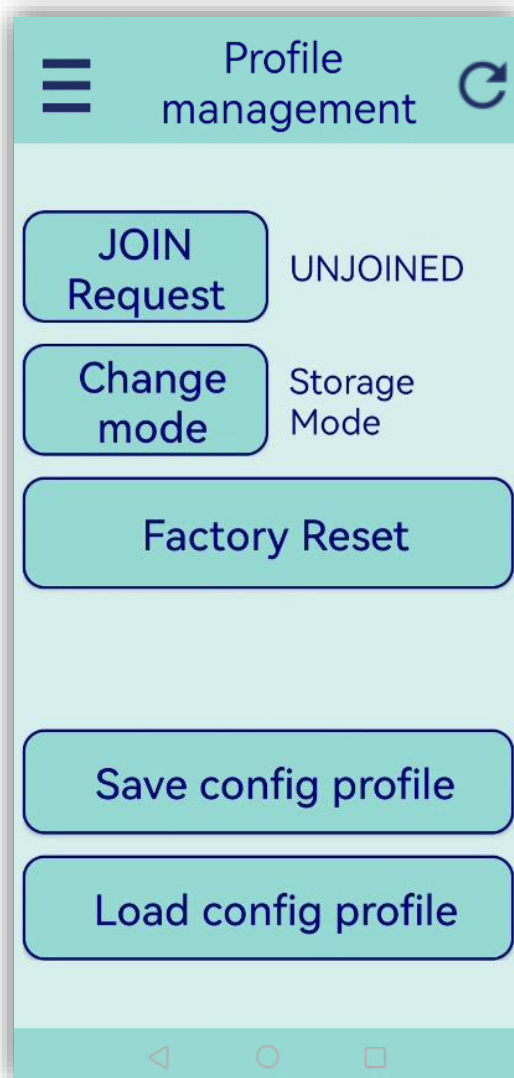 Profile
management
JOIN
Request
UNJOINED
Change
mode
Storage
Mode
Factory Reset
Save config profile
Load config profile